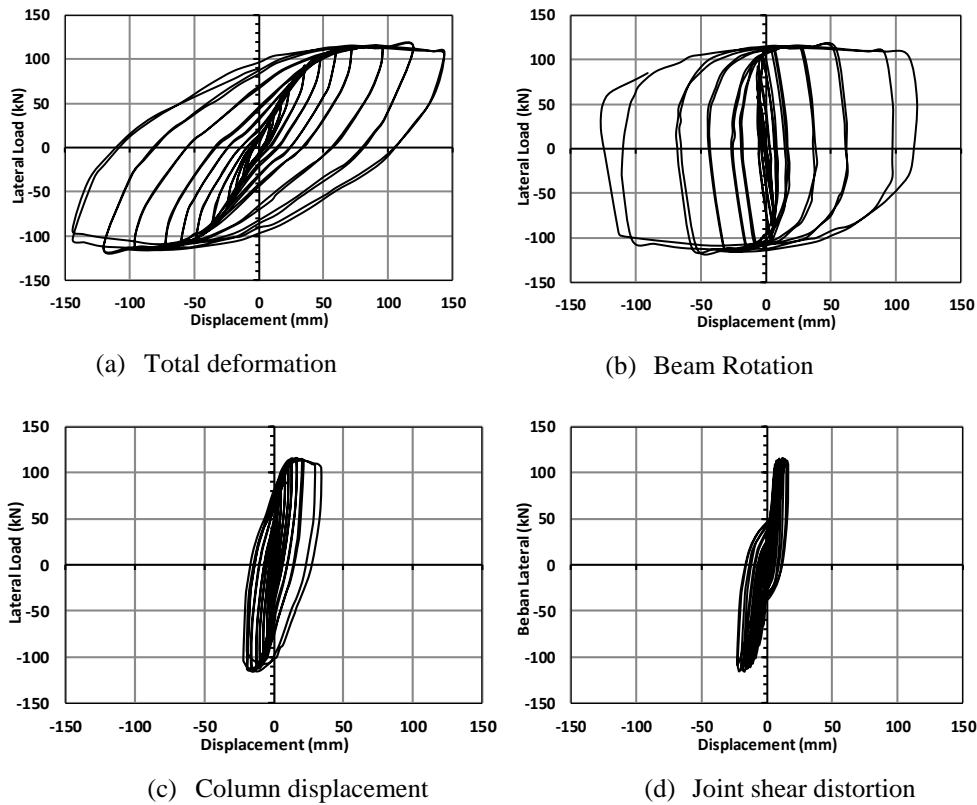 150
100
50
0
-50
-100
-150
-150 -100 -50 0 50 100 150
Lateral Load (kN)
Displacement (mm)
(a) Total deformation
150
100
50
0
-50
-100
-150
-150 -100 -50 0 50 100 150
Lateral Load (kN)
Displacement (mm)
(b) Beam Rotation
150
100
50
0
-50
-100
-150
-150 -100 -50 0 50 100 150
Lateral Load (kN)
Displacement (mm)
(c) Column displacement
150
100
50
0
-50
-100
-150
-150 -100 -50 0 50 100 150
Beban Lateral (kN)
Displacement (mm)
(d) Joint shear distortion